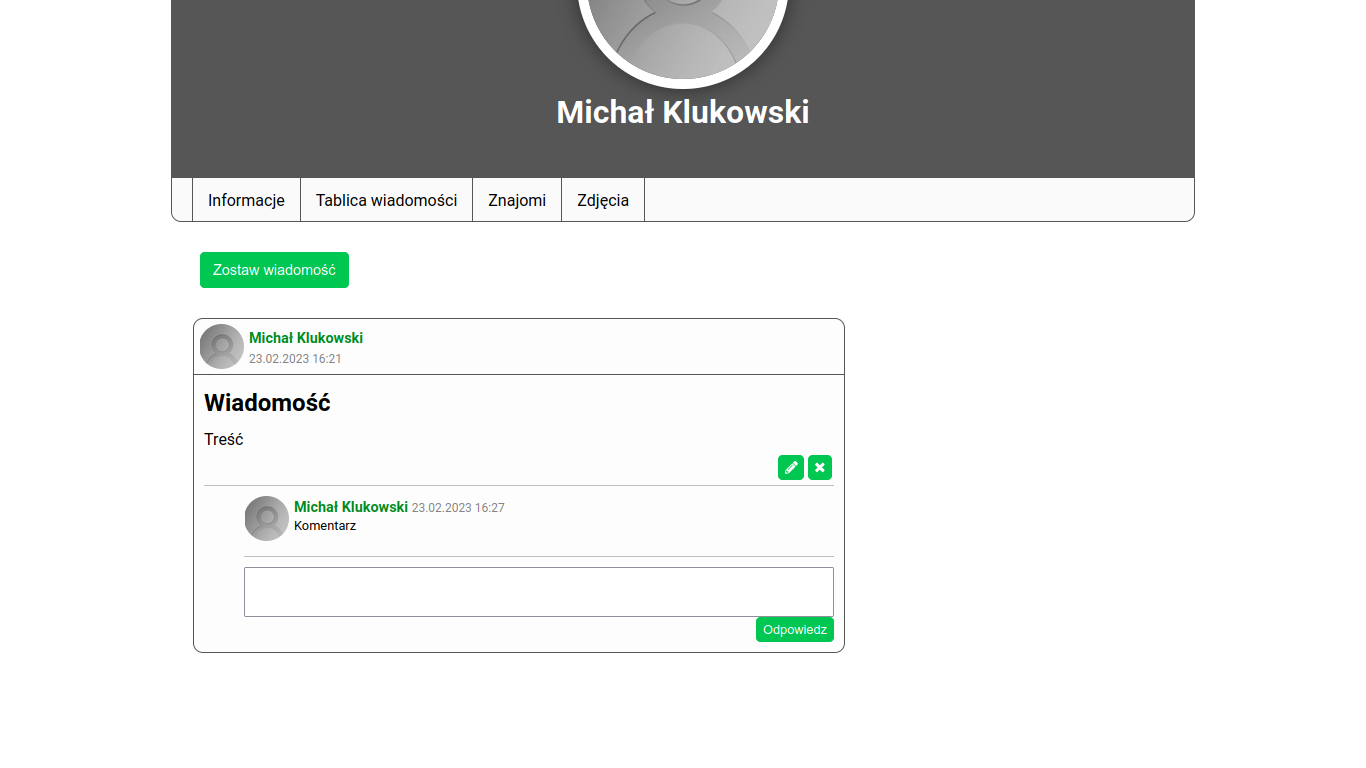 Michał Klukowski
Informacje Tablica wiadomości Znajomi Zdjęcia
Zostaw wiadomość
Michał Klukowski
23.02.2023 16:21
Wiadomość
Treść
Michał Klukowski 23.02.2023 16:27
Komentarz
Odpowiedz